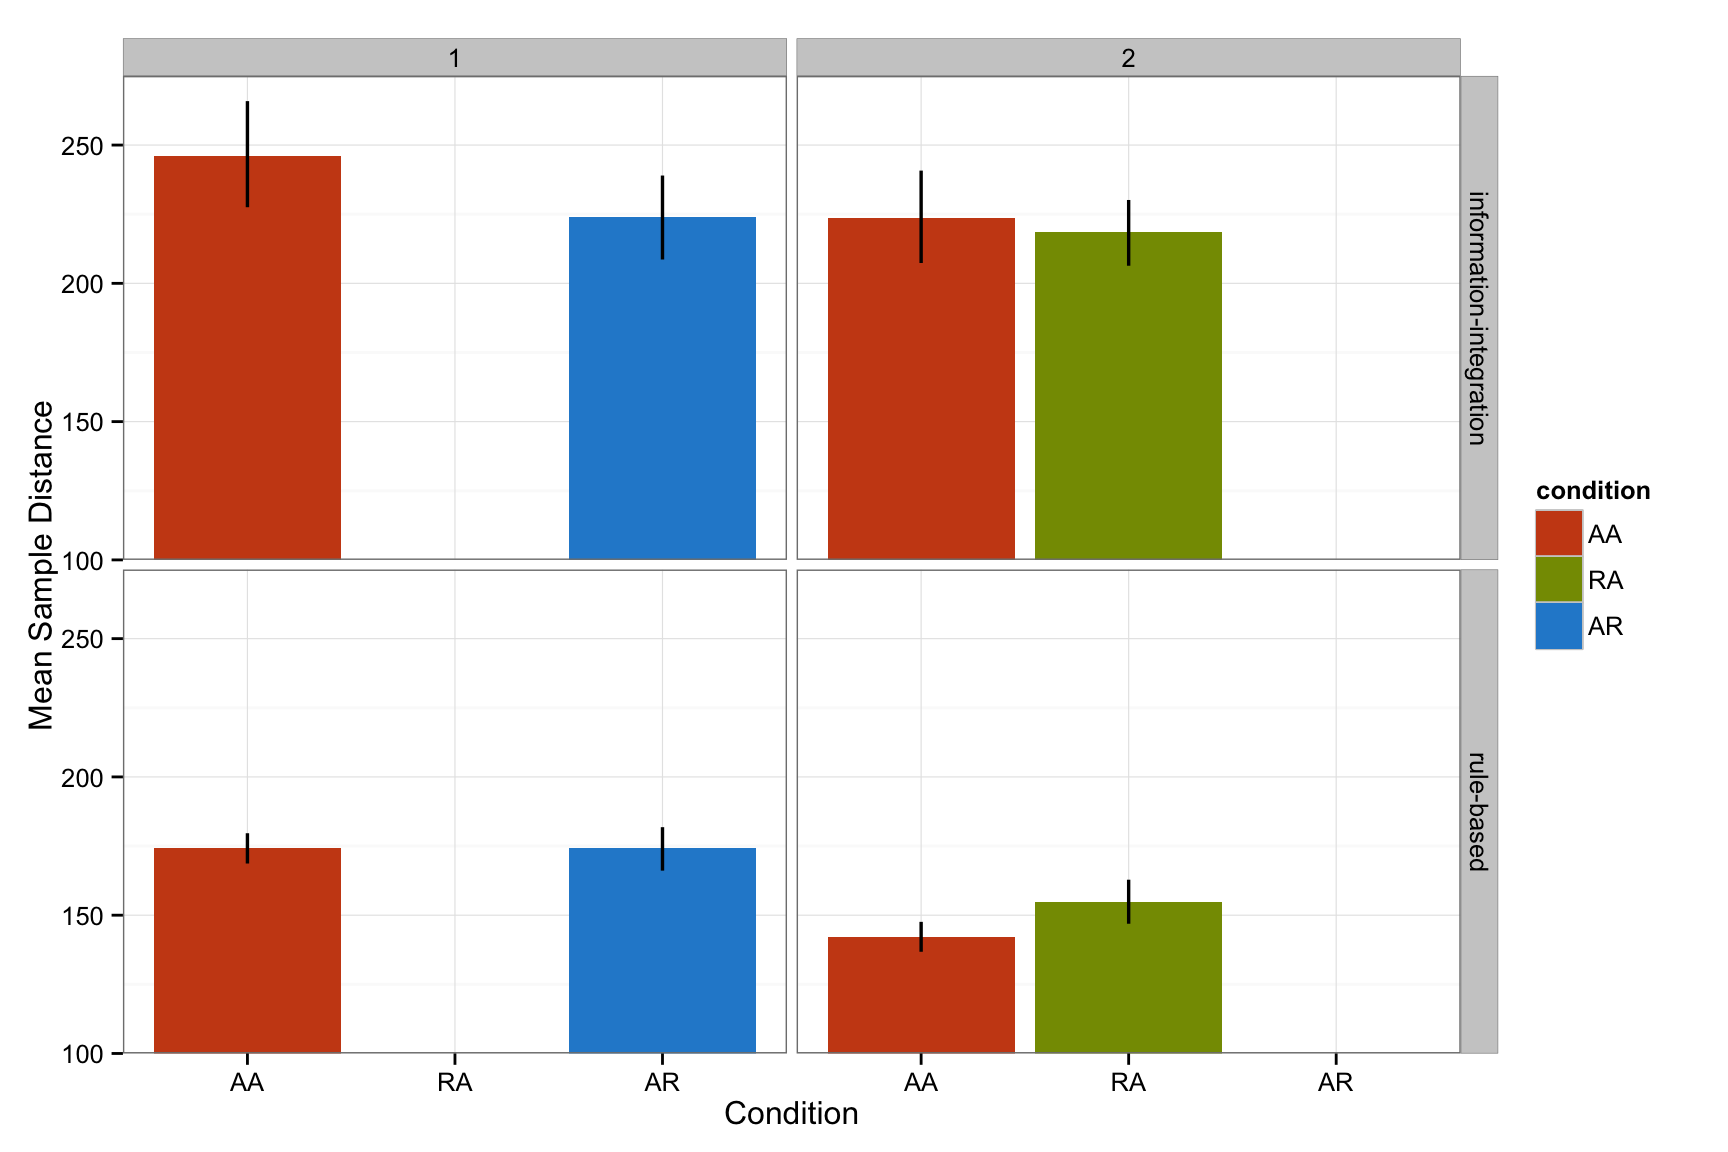 1
2
250
200
150
100
information-integration
250
200
150
100
rule-based
Mean Sample Distance
AA
RA
AR
AA
RA
AR
Condition
condition
AA
RA
AR